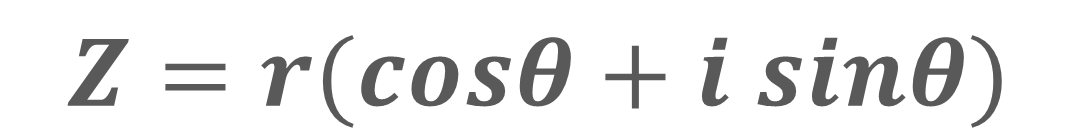 Z = r(cosθ + i sinθ)